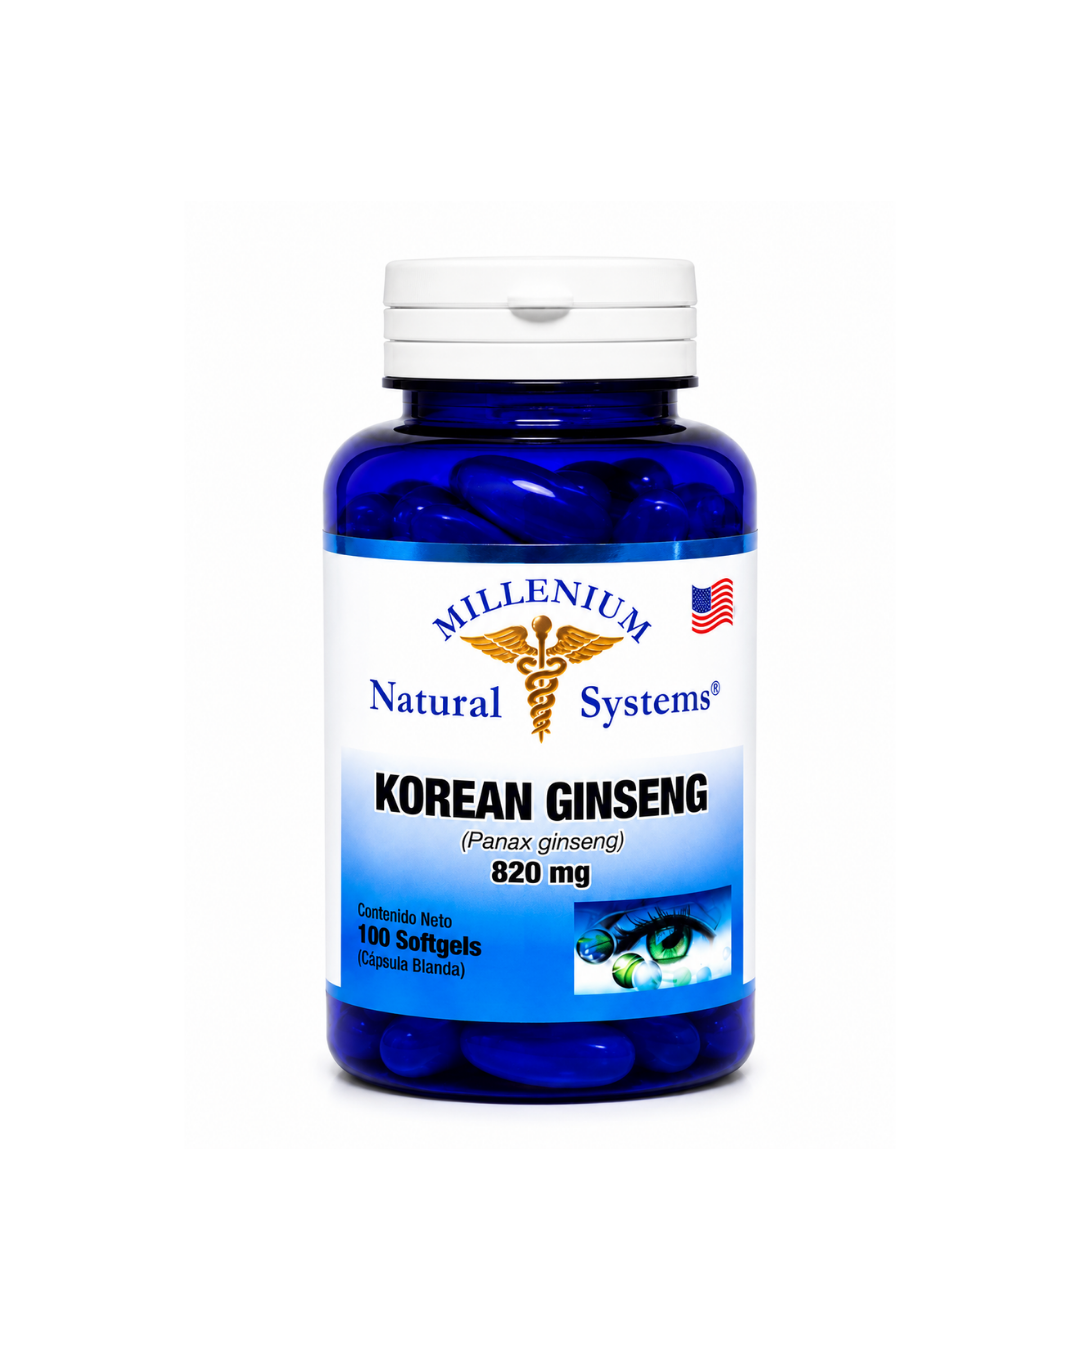 MILLENIUM
Natural Systems®
KOREAN GINSENG
(Panax ginseng)
820 mg
Contenido Neto
100 Softgels
(Cápsula Blanda)